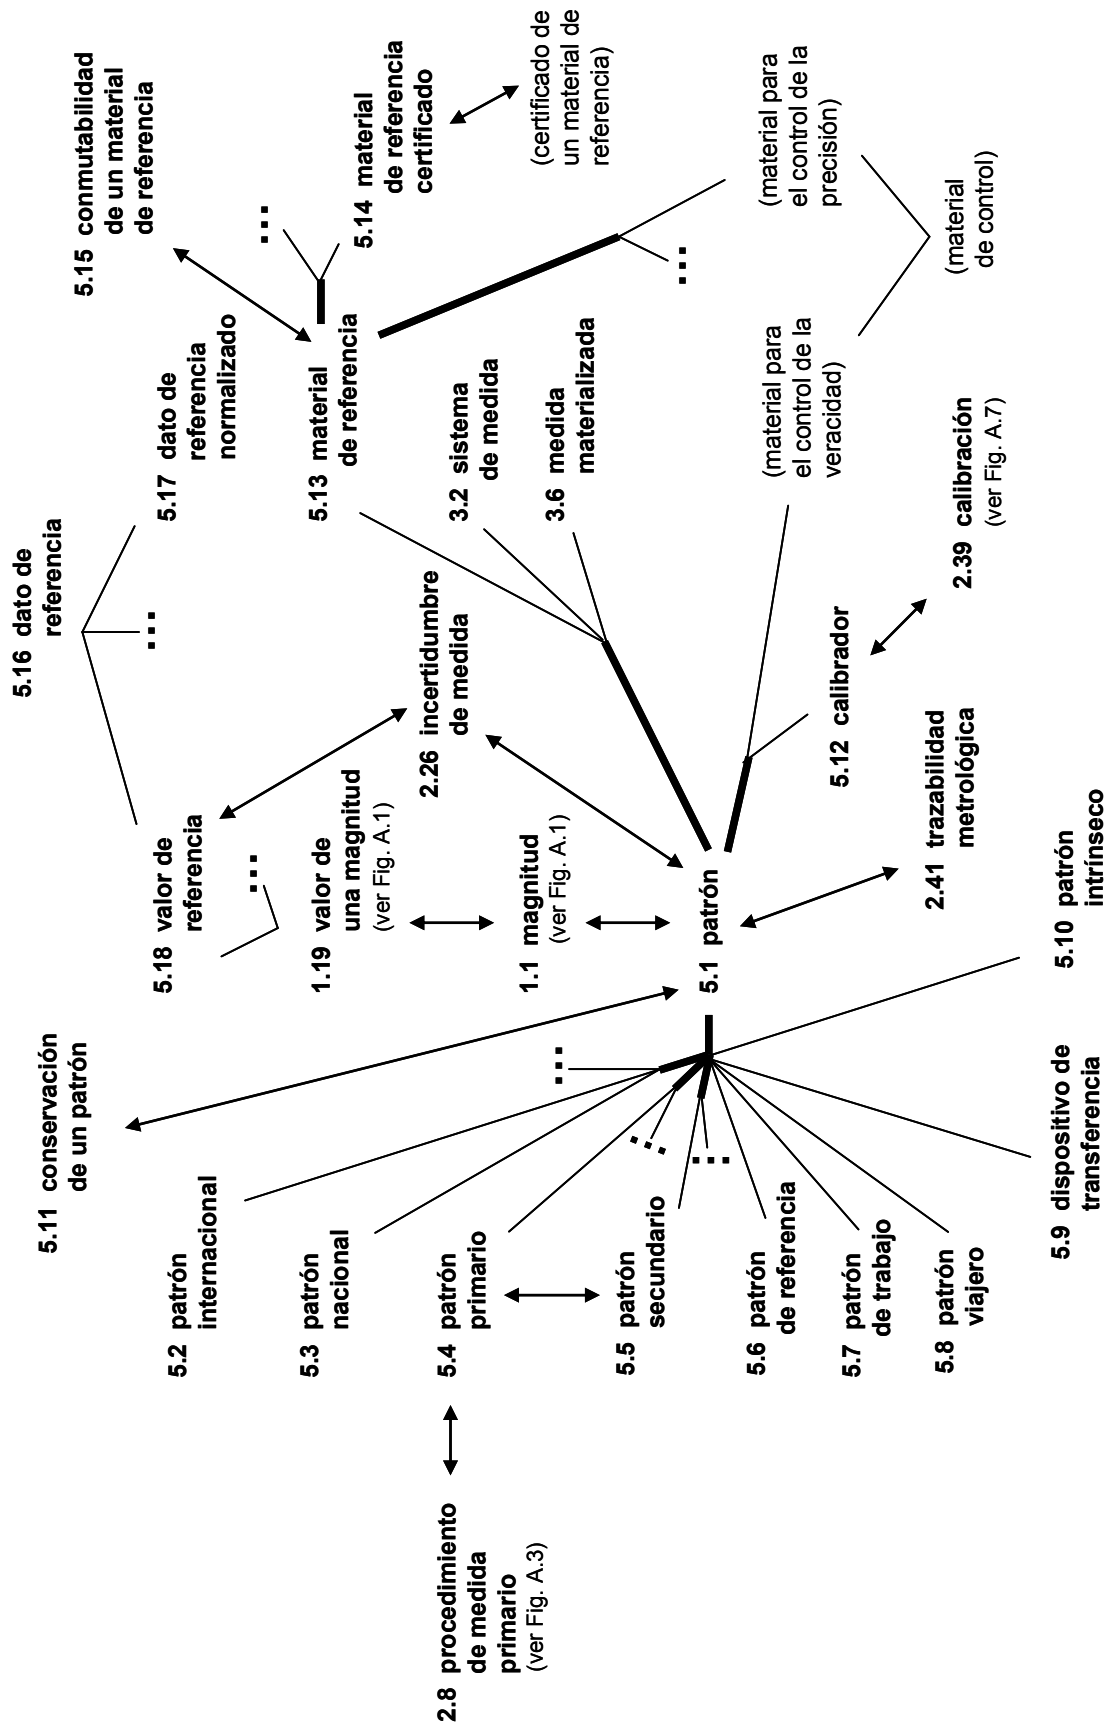 5.16 dato de
referencia
5.11 conservación
de un patrón
5.15 conmutabilidad
de un material
de referencia
5.18 valor de
referencia
5.17 dato de
referencia
normalizado
...
...
...
5.2 patrón
internacional
5.3 patrón
nacional
1.19 valor de
una magnitud
(ver Fig. A.1)
5.13 material
de referencia
5.14 material
de referencia
certificado
2.8 procedimiento
de medida
primario
(ver Fig. A.3)
5.4 patrón
primario
2.26 incertidumbre
de medida
3.2 sistema
de medida
1.1 magnitud
(ver Fig. A.1)
3.6 medida
materializada
(certificado de
un material de
referencia)
...
...
...
...
5.5 patrón
secundario
5.1 patrón
5.6 patrón
de referencia
(material para
el control de la
veracidad)
(material para
el control de la
precisión)
5.7 patrón
de trabajo
5.12 calibrador
5.8 patrón
viajero
2.41 trazabilidad
metrológica
2.39 calibración
(ver Fig. A.7)
(material
de control)
5.9 dispositivo de
transferencia
5.10 patrón
intrínseco